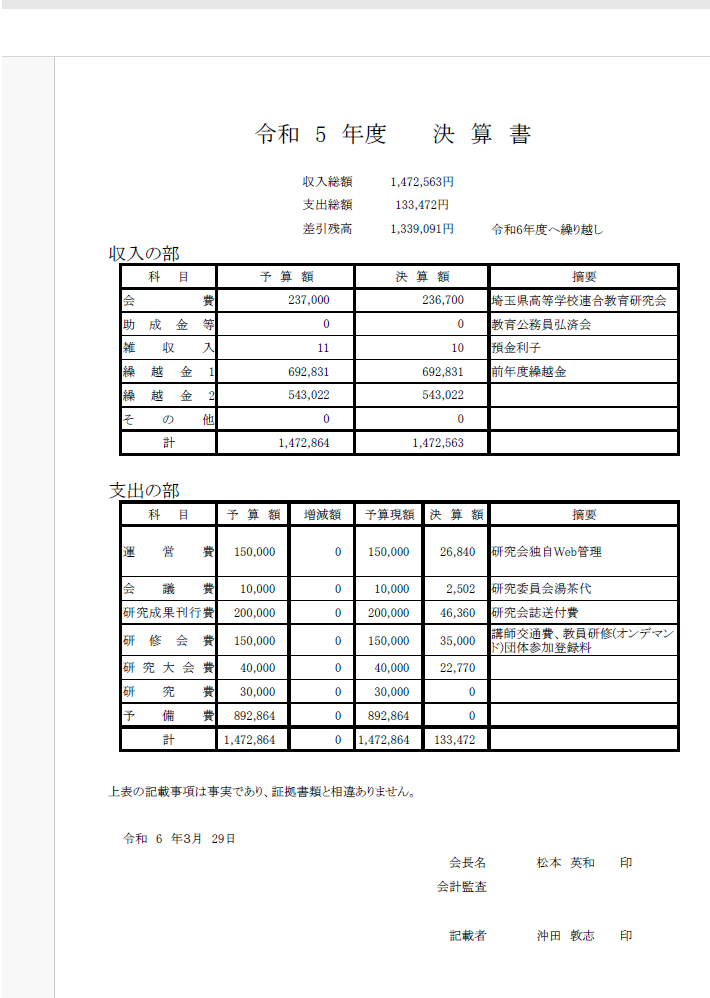 令和 5 年度 決 算 書
収入総額 1,472,563円
支出総額 133,472円
差引残高 1,339,091円 令和6年度へ繰り越し
収入の部
科 目 予 算 額 決 算 額 摘要
会 費 237,000 236,700 埼玉県高等学校連合教育研究会
助 成 金 等 0 0 教育公務員弘済会
雑 収 入 11 10 預金利子
繰 越 金 1 692,831 692,831 前年度繰越金
繰 越 金 2 543,022 543,022
そ の 他 0 0
計 1,472,864 1,472,563
支出の部
科 目 予 算 額 増減額 予算現額 決 算 額 摘要
運 営 費 150,000 0 150,000 26,840 研究会独自Web管理
会 議 費 10,000 0 10,000 2,502 研究委員会湯茶代
研究成果刊行費 200,000 0 200,000 46,360 研究会誌送付費
研 修 会 費 150,000 0 150,000 35,000 講師交通費、教員研修(オンデマン
ド)団体参加登録料
研 究 大 会 費 40,000 0 40,000 22,770
研 究 費 30,000 0 30,000 0
予 備 費 892,864 0 892,864 0
計 1,472,864 0 1,472,864 133,472
上表の記載事項は事実であり、証拠書類と相違ありません。
令和 6 年3月 29日
会長名 松本 英和 印
会計監査
記載者 沖田 敦志 印